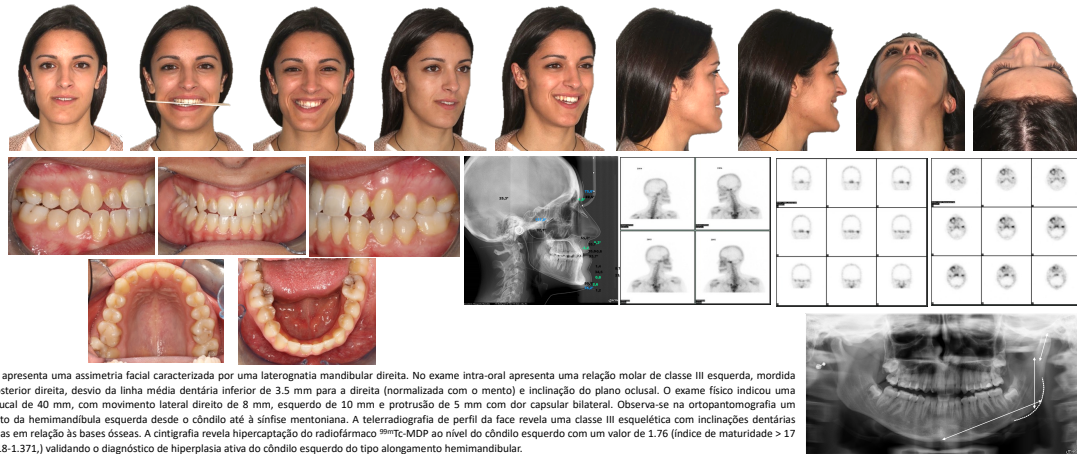 apresenta uma assimetria facial caracterizada por uma laterognatia mandibular direita. No exame intra-oral apresenta uma relação molar de classe III esquerda, mordida
osterior direita, desvio da linha média dentária inferior de 3.5 mm para a direita (normalizada com o mento) e inclinação do plano oclusal. O exame físico indicou uma
ucal de 40 mm, com movimento lateral direito de 8 mm, esquerdo de 10 mm e protrusão de 5 mm com dor capsular bilateral. Observa-se na ortopantomografia um
to da hemimandíbula esquerda desde o côndilo até à sínfise mentoniana. A telerradiografia de perfil da face revela uma classe III esquelética com inclinações dentárias
as em relação às bases ósseas. A cintigrafia revela hipercaptação do radiofármaco ⁹⁹ᵐTc-MDP ao nível do côndilo esquerdo com um valor de 1.76 (índice de maturidade > 17
.8-1.371,) validando o diagnóstico de hiperplasia ativa do côndilo esquerdo do tipo alongamento hemimandibular.